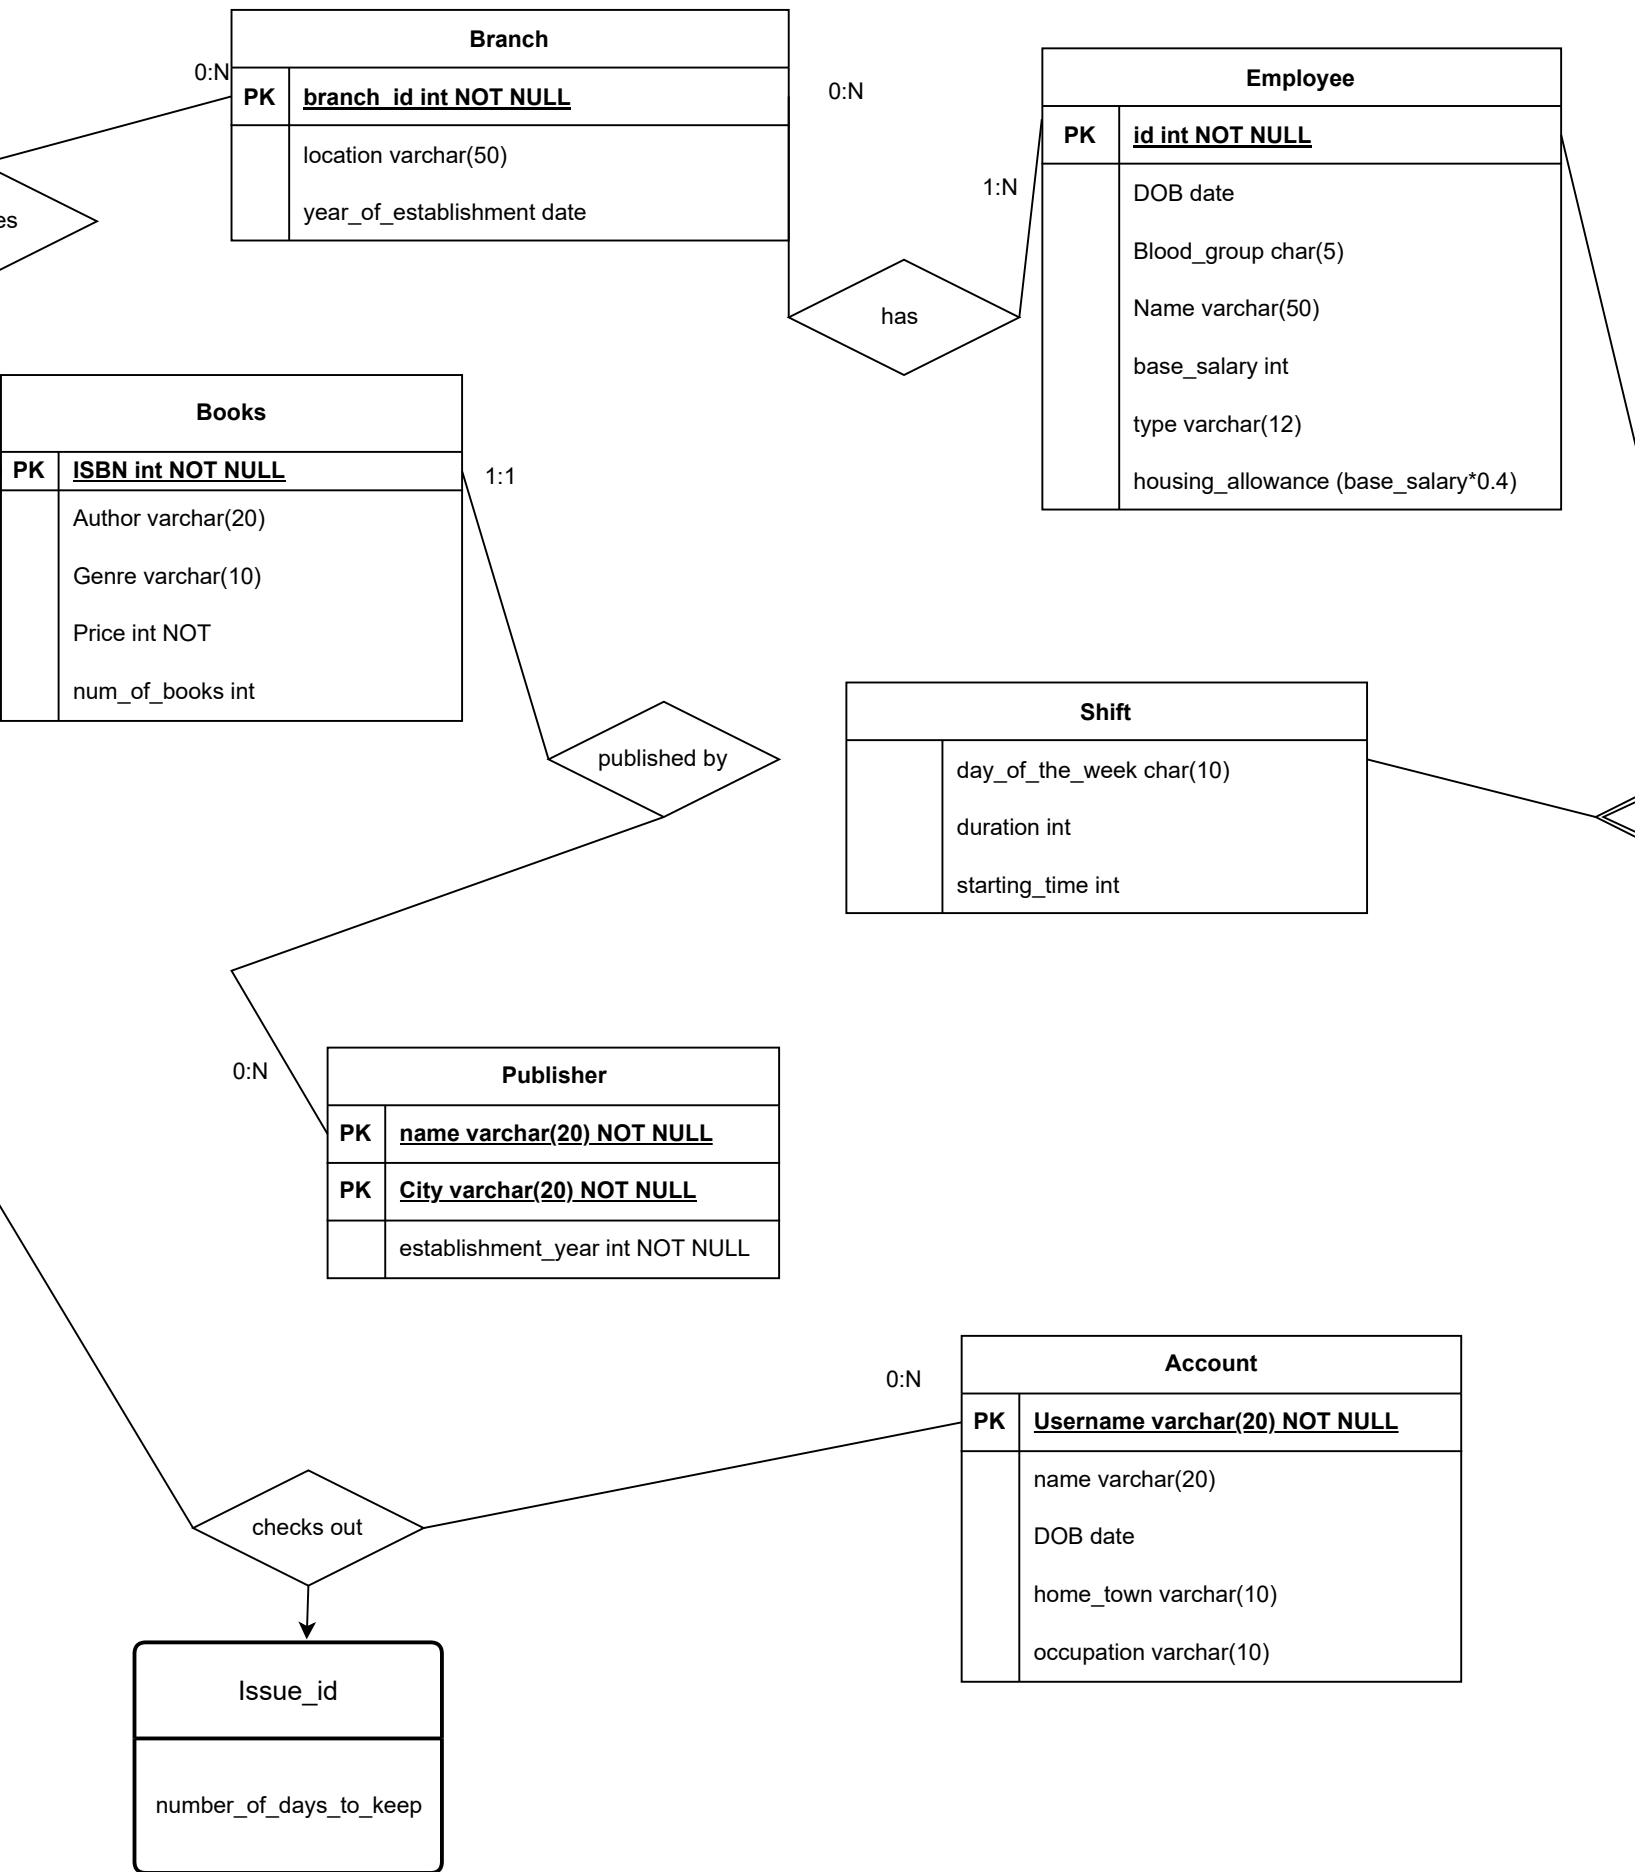 Branch
0:N
PK branch_id int NOT NULL
location varchar(50)
year_of_establishment date
es
0:N
Employee
PK id int NOT NULL
1:N
DOB date
Blood_group char(5)
Name varchar(50)
base_salary int
type varchar(12)
housing_allowance (base_salary*0.4)
has
Books
PK ISBN int NOT NULL
1:1
Author varchar(20)
Genre varchar(10)
Price int NOT
num_of_books int
published by
Shift
day_of_the_week char(10)
duration int
starting_time int
0:N
Publisher
PK name varchar(20) NOT NULL
PK City varchar(20) NOT NULL
establishment_year int NOT NULL
0:N
Account
PK Username varchar(20) NOT NULL
name varchar(20)
DOB date
home_town varchar(10)
occupation varchar(10)
checks out
Issue_id
number_of_days_to_keep